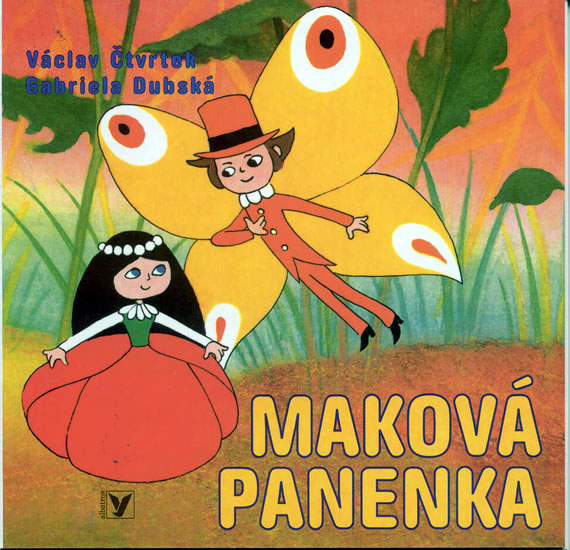 Václav Čtvrtek
Gabriela Dubská
MAKOVÁ
PANENKA
albatros